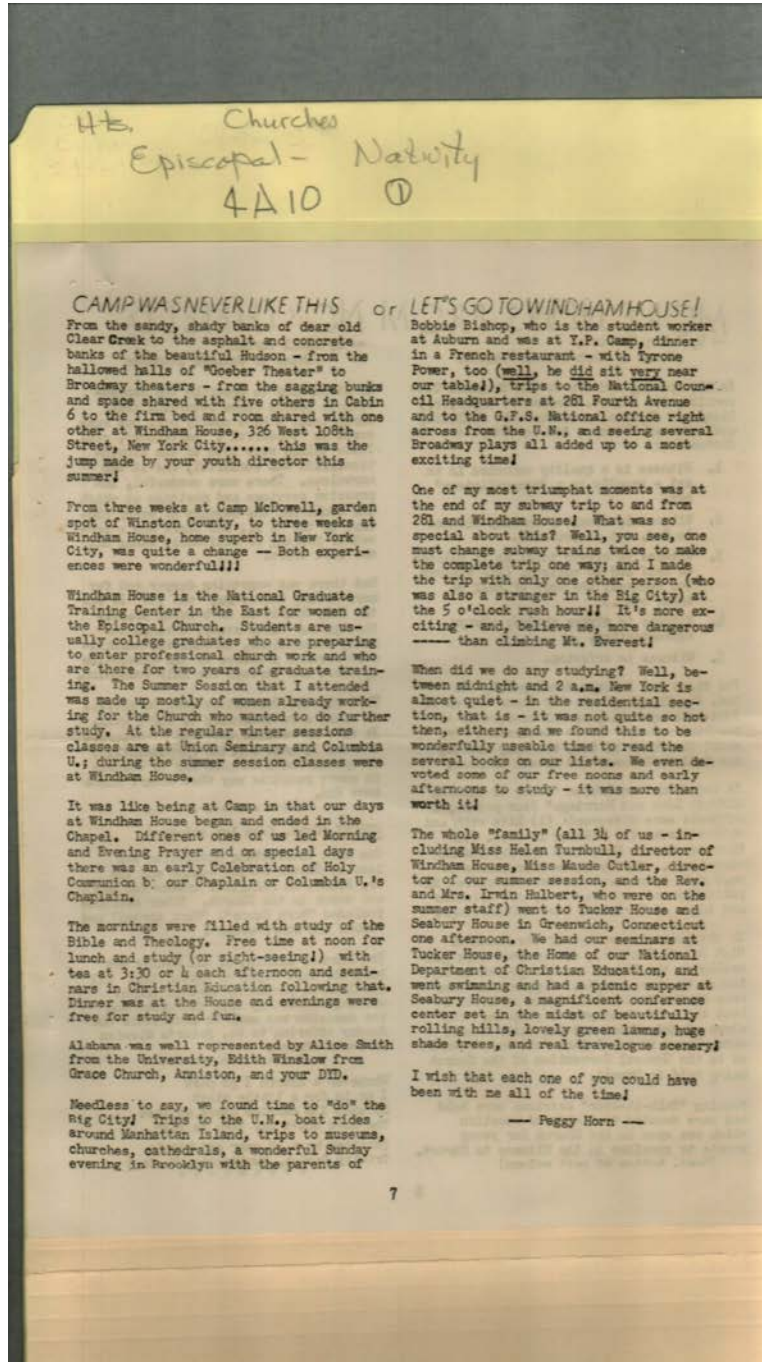 Hts. Churches
Episcopal - Nativity
4A10 ①
CAMP WAS NEVER LIKE THIS or LET'S GO TO WINDHAM HOUSE!
From the sandy, shady banks of dear old
Clear Creek to the asphalt and concrete
banks of the beautiful Hudson - from the
hallowed halls of "Goeber Theater" to
Broadway theaters - from the sagging bunks
and space shared with five others in Cabin
6 to the firm bed and room shared with one
other at Windham House, 326 West 108th
Street, New York City...... this was the
jump made by your youth director this
summer!
From three weeks at Camp McDowell, garden
spot of Winston County, to three weeks at
Windham House, home superb in New York
City, was quite a change -- Both experi-
ences were wonderful!!!
Windham House is the National Graduate
Training Center in the East for women of
the Episcopal Church. Students are us-
ually college graduates who are preparing
to enter professional church work and who
are there for two years of graduate train-
ing. The Summer Session that I attended
was made up mostly of women already work-
ing for the Church who wanted to do further
study. At the regular winter sessions
classes are at Union Seminary and Columbia
U.; during the summer session classes were
at Windham House.
It was like being at Camp in that our days
at Windham House began and ended in the
Chapel. Different ones of us led Morning
and Evening Prayer and on special days
there was an early Celebration of Holy
Communion b; our Chaplain or Columbia U.'s
Chaplain.
The mornings were filled with study of the
Bible and Theology. Free time at noon for
lunch and study (or sight-seeing!) with
tea at 3:30 or 4 each afternoon and semi-
nars in Christian Education following that.
Dinner was at the House and evenings were
free for study and fun.
Alabama was well represented by Alice Smith
from the University, Edith Winslow from
Grace Church, Anniston, and your DYD.
Needless to say, we found time to "do" the
Big City! Trips to the U.N., boat rides
around Manhattan Island, trips to museums,
churches, cathedrals, a wonderful Sunday
evening in Brooklyn with the parents of
Bobbie Bishop, who is the student worker
at Auburn and was at Y.P. Camp, dinner
in a French restaurant - with Tyrone
Power, too (well, he did sit very near
our table!), trips to the National Coun-
cil Headquarters at 281 Fourth Avenue
and to the G.F.S. National office right
across from the U.N., and seeing several
Broadway plays all added up to a most
exciting time!
One of my most triumphat moments was at
the end of my subway trip to and from
281 and Windham House! What was so
special about this? Well, you see, one
must change subway trains twice to make
the complete trip one way; and I made
the trip with only one other person (who
was also a stranger in the Big City) at
the 5 o'clock rush hour!! It's more ex-
citing - and, believe me, more dangerous
----- than climbing Mt. Everest!
When did we do any studying? Well, be-
tween midnight and 2 a.m. New York is
almost quiet - in the residential sec-
tion, that is - it was not quite so hot
then, either; and we found this to be
wonderfully useable time to read the
several books on our lists. We even de-
voted some of our free noons and early
afternoons to study - it was more than
worth it!
The whole "family" (all 34 of us - in-
cluding Miss Helen Turnbull, director of
Windham House, Miss Maude Cutler, direc-
tor of our summer session, and the Rev.
and Mrs. Irwin Hulbert, who were on the
summer staff) went to Tucker House and
Seabury House in Greenwich, Connecticut
one afternoon. We had our seminars at
Tucker House, the Home of our National
Department of Christian Education, and
went swimming and had a picnic supper at
Seabury House, a magnificent conference
center set in the midst of beautifully
rolling hills, lovely green lawns, huge
shade trees, and real travelogue scenery!
I wish that each one of you could have
been with me all of the time!
--- Peggy Horn ---
7